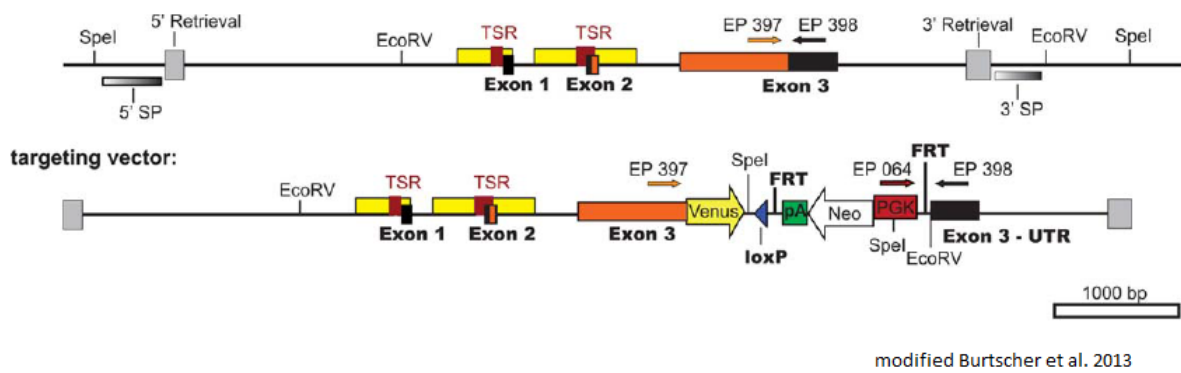 SpeI
5' Retrieval
EcoRV
TSR
TSR
EP 397
EP 398
3' Retrieval
EcoRV
SpeI
Exon 1
Exon 2
Exon 3
5' SP
3' SP
targeting vector:
EcoRV
TSR
TSR
EP 397
SpeI
FRT
EP 064
FRT
EP 398
Venus
pA
Neo
PGK
Exon 1
Exon 2
Exon 3
loxP
SpeI
EcoRV
Exon 3 - UTR
1000 bp
modified Burtscher et al. 2013